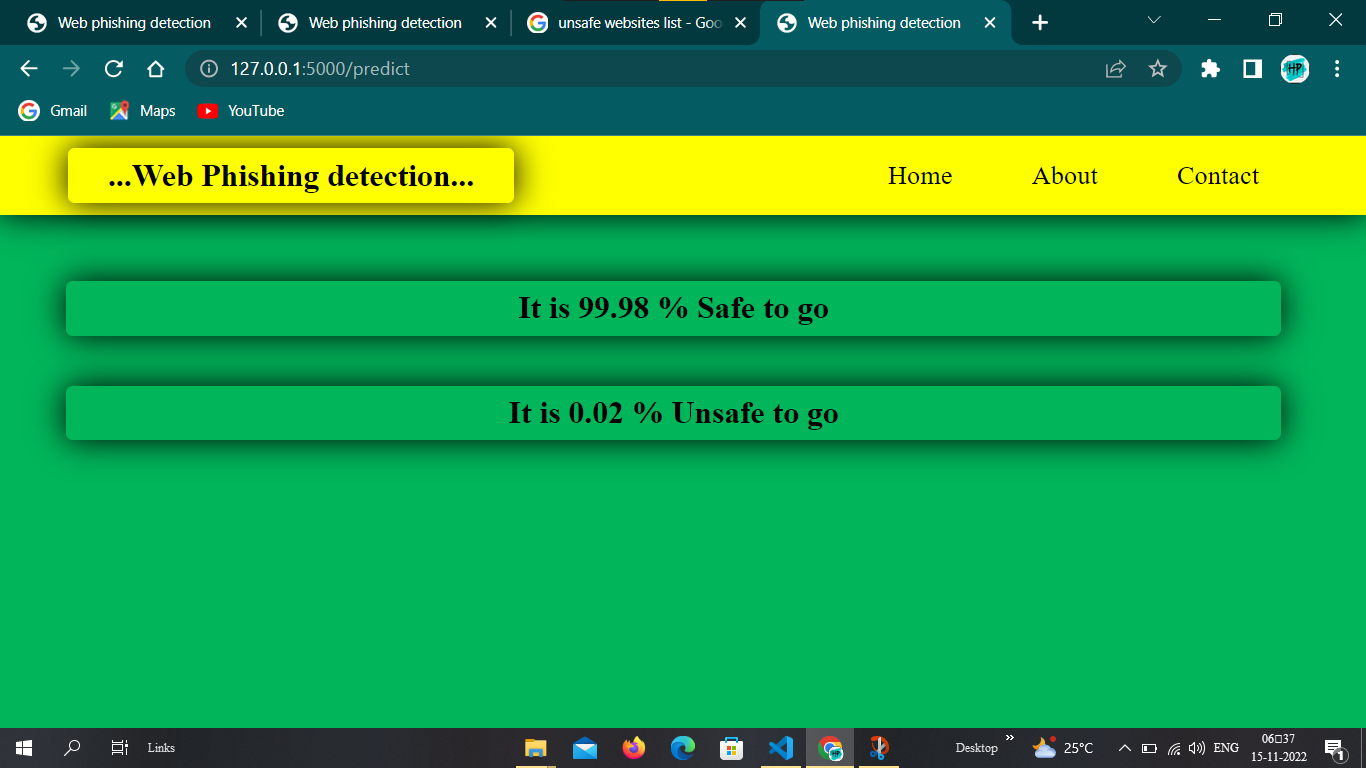 Web phishing detection
Web phishing detection
unsafe websites list - Goo
Web phishing detection
127.0.0.1:5000/predict
HP
Gmail
Maps
YouTube
...Web Phishing detection...
Home
About
Contact
It is 99.98 % Safe to go
It is 0.02 % Unsafe to go
Links
Desktop
25°C
ENG
06□37
15-11-2022
1